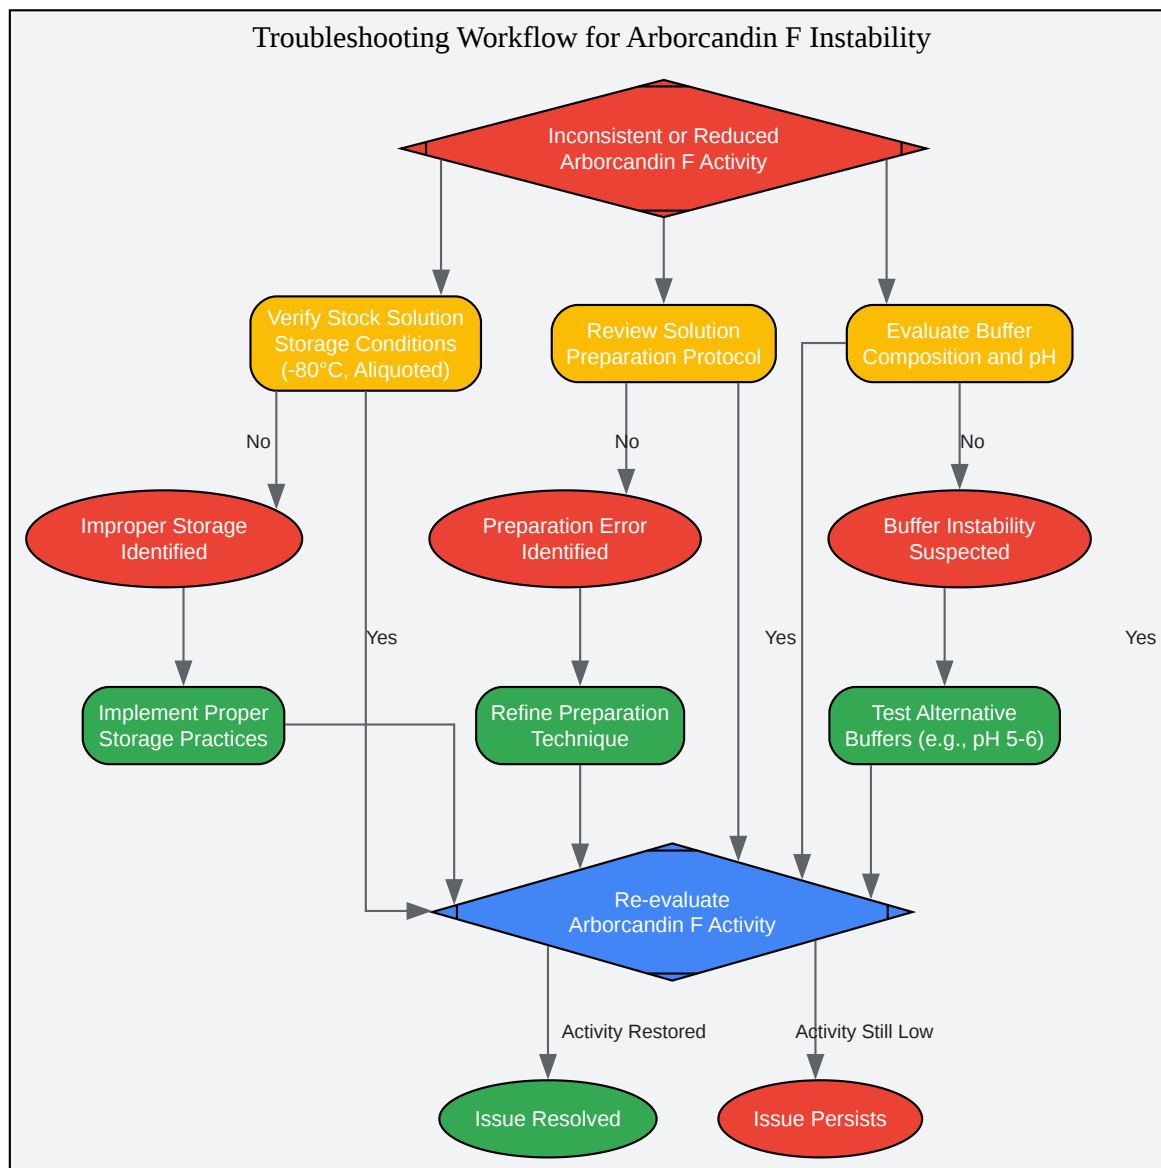 Troubleshooting Workflow for Arborcandin F Instability
Inconsistent or Reduced
Arborcandin F Activity
Verify Stock Solution
Storage Conditions
(-80°C, Aliquoted)
Review Solution
Preparation Protocol
Evaluate Buffer
Composition and pH
No
No
No
Improper Storage
Identified
Preparation Error
Identified
Buffer Instability
Suspected
Yes
Yes
Yes
Implement Proper
Storage Practices
Refine Preparation
Technique
Test Alternative
Buffers (e.g., pH 5-6)
Re-evaluate
Arborcandin F Activity
Activity Restored
Activity Still Low
Issue Resolved
Issue Persists